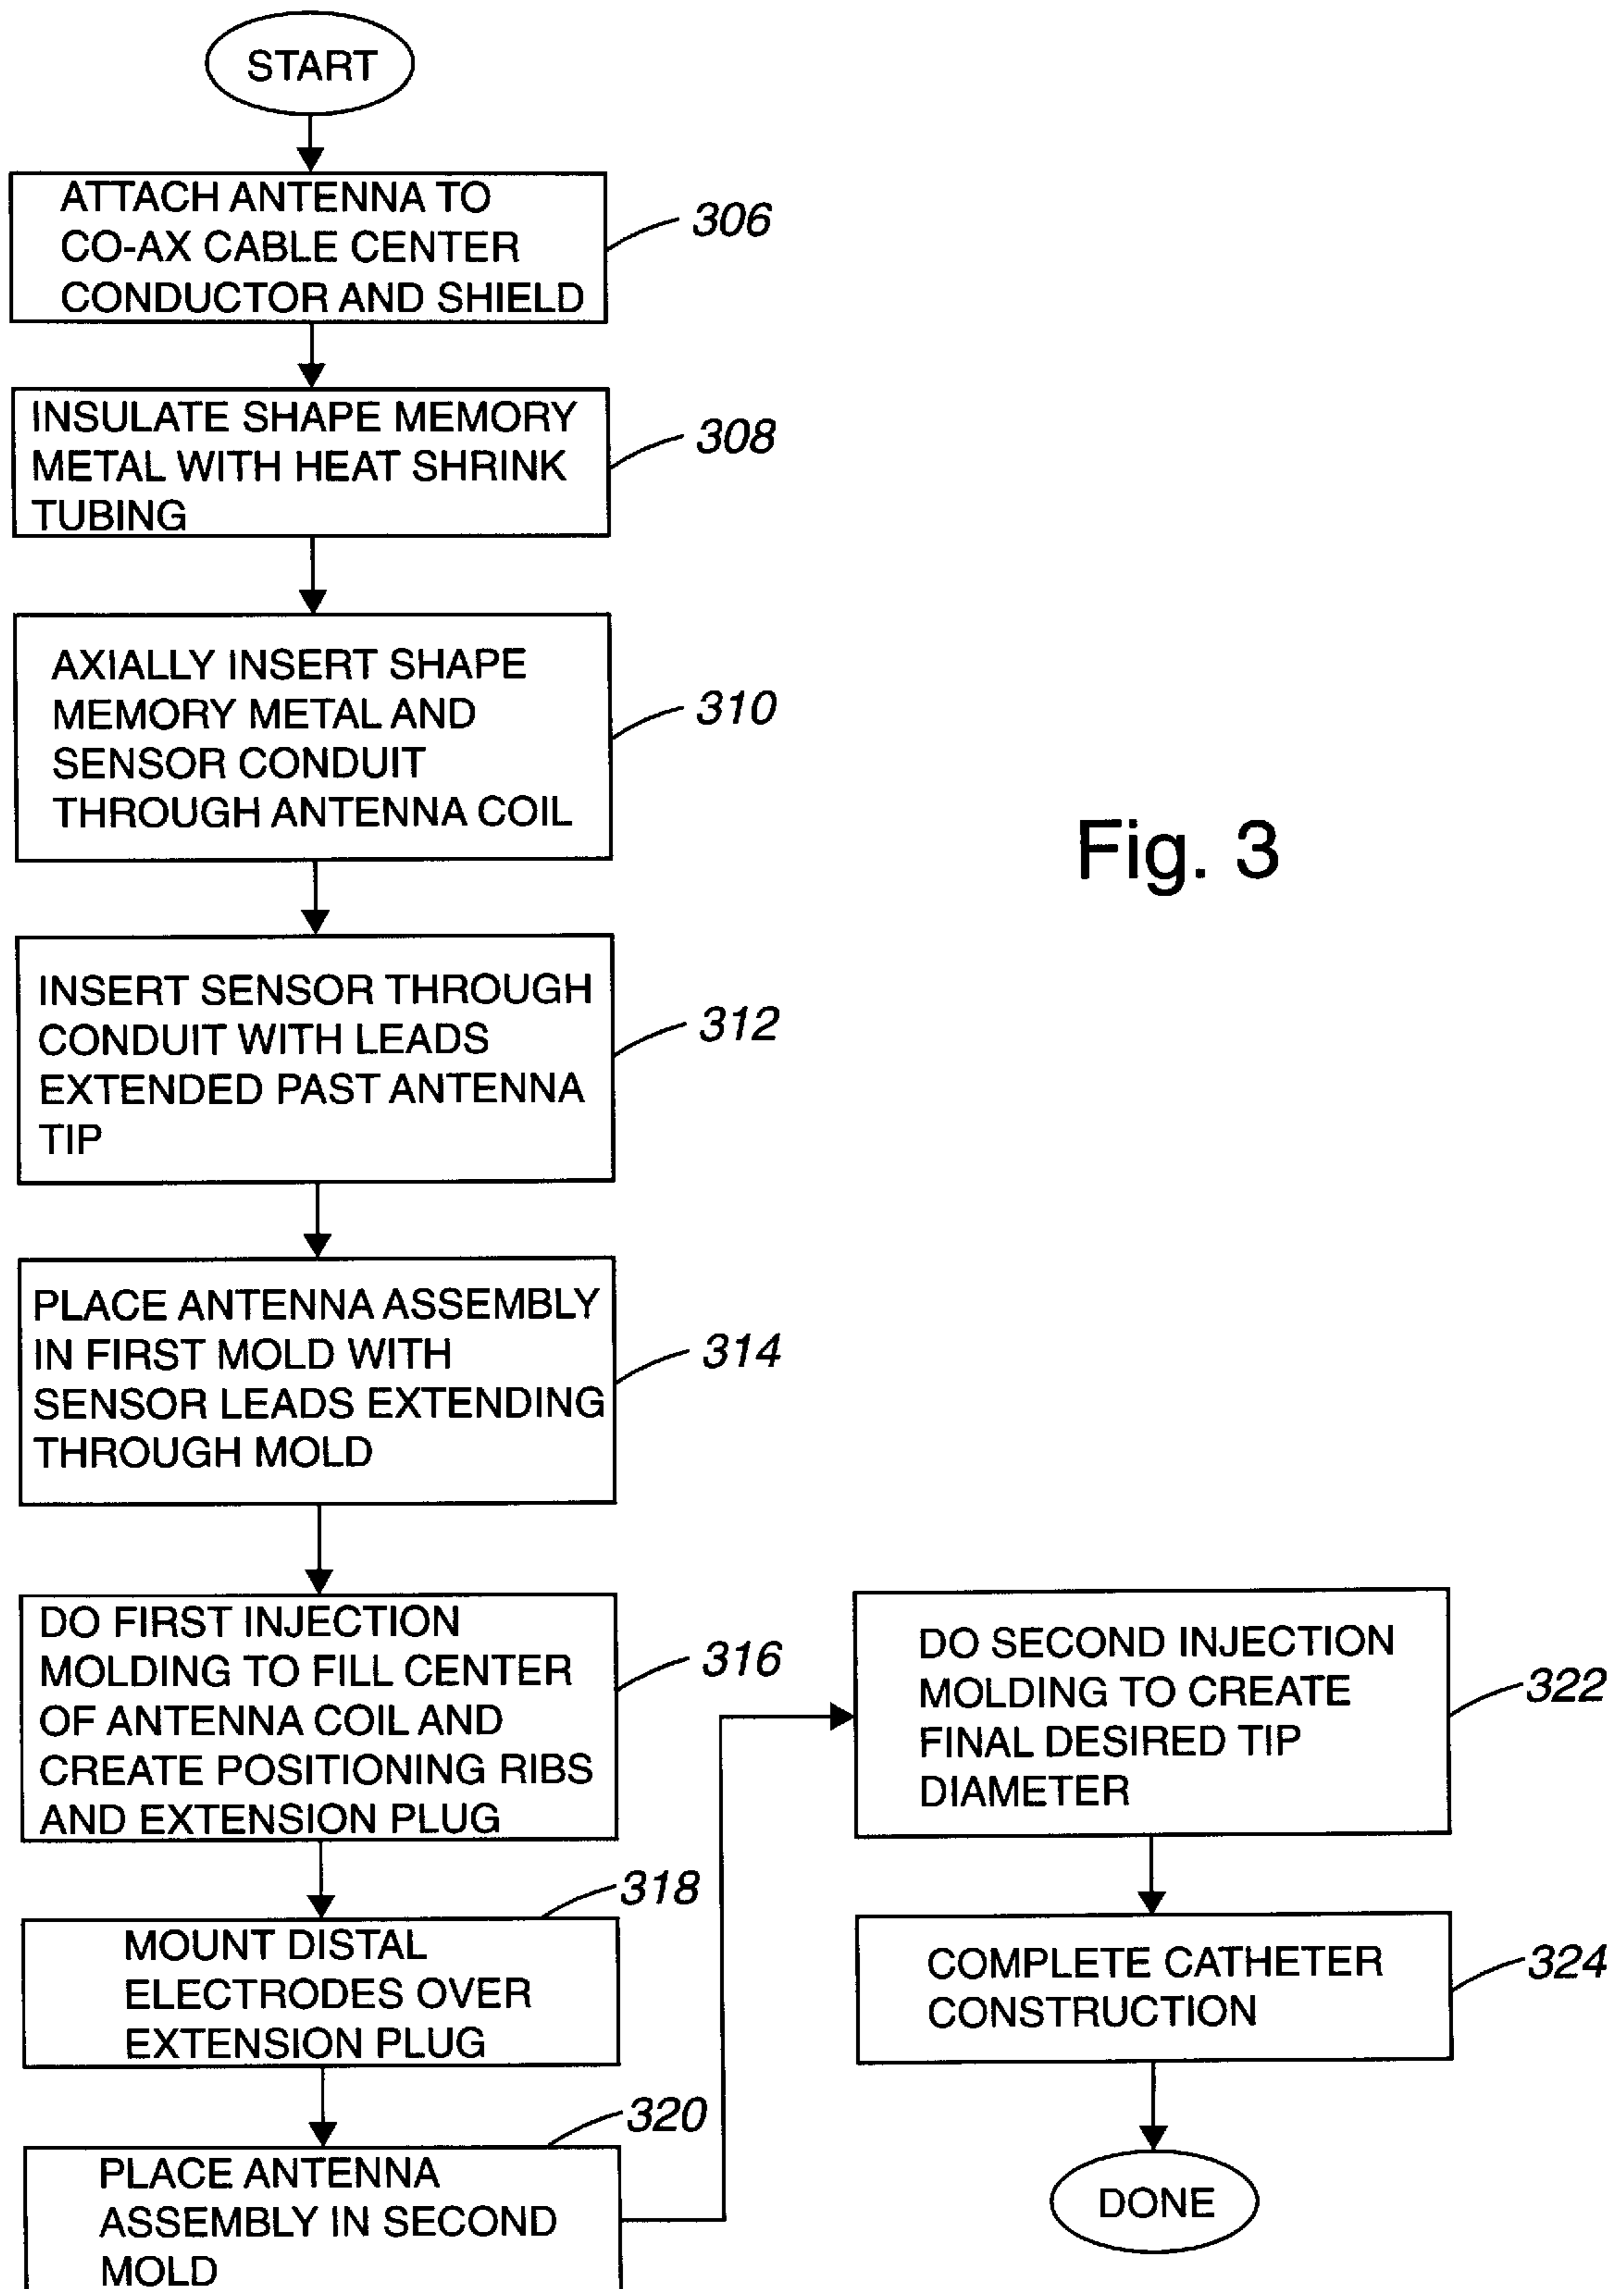 START
ATTACH ANTENNA TO
CO-AX CABLE CENTER
CONDUCTOR AND SHIELD
306
INSULATE SHAPE MEMORY
METAL WITH HEAT SHRINK
TUBING
308
AXIALLY INSERT SHAPE
MEMORY METAL AND
SENSOR CONDUIT
THROUGH ANTENNA COIL
310
Fig. 3
INSERT SENSOR THROUGH
CONDUIT WITH LEADS
EXTENDED PAST ANTENNA
TIP
312
PLACE ANTENNA ASSEMBLY
IN FIRST MOLD WITH
SENSOR LEADS EXTENDING
THROUGH MOLD
314
DO FIRST INJECTION
MOLDING TO FILL CENTER
OF ANTENNA COIL AND
CREATE POSITIONING RIBS
AND EXTENSION PLUG
316
318
MOUNT DISTAL
ELECTRODES OVER
EXTENSION PLUG
320
PLACE ANTENNA
ASSEMBLY IN SECOND
MOLD
DO SECOND INJECTION
MOLDING TO CREATE
FINAL DESIRED TIP
DIAMETER
322
COMPLETE CATHETER
CONSTRUCTION
324
DONE